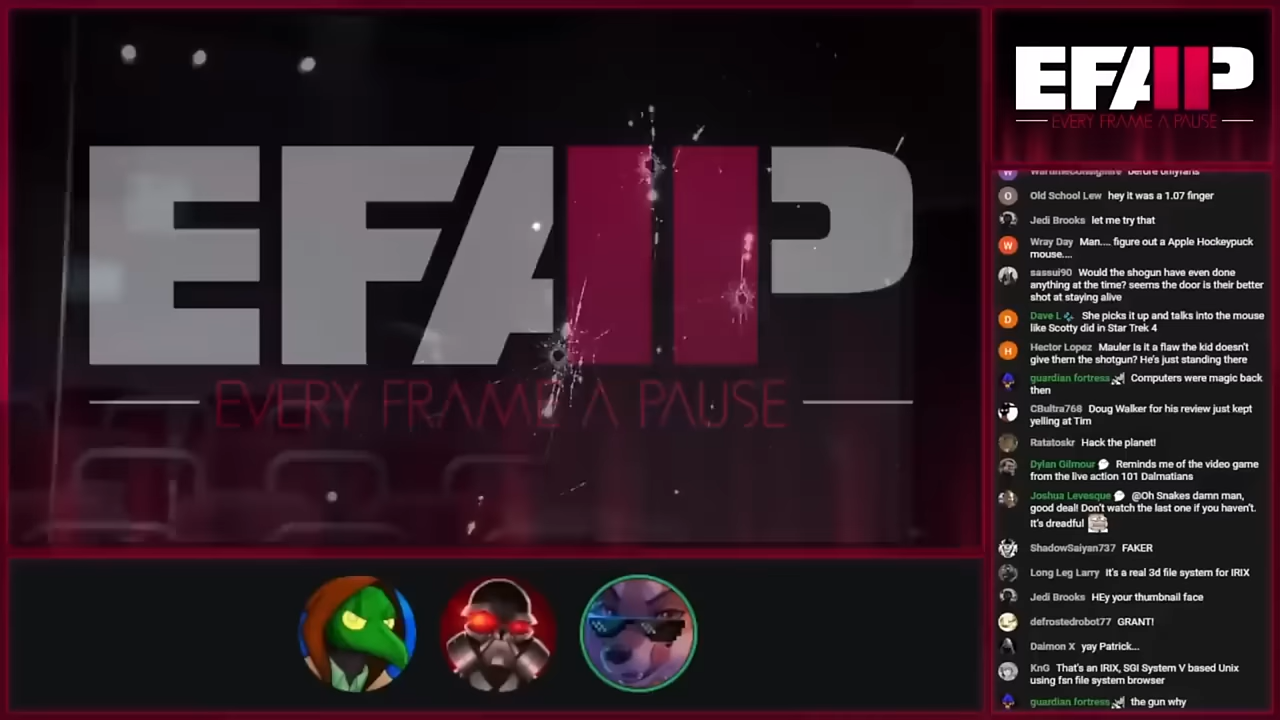 EFAP
EVERY FRAME A PAUSE
EFAP
EVERY FRAME A PAUSE
before onlyfans
Old School Lew hey it was a 1.07 finger
Jedi Brooks let me try that
Wray Day Man.... figure out a Apple Hockeypuck
mouse....
sassui90 Would the shogun have even done
anything at the time? seems the door is their better
shot at staying alive
Dave L She picks it up and talks into the mouse
like Scotty did in Star Trek 4
Hector Lopez Mauler Is it a flaw the kid doesn't
give them the shotgun? He's just standing there
guardian fortress Computers were magic back
then
CBultra768 Doug Walker for his review just kept
yelling at Tim
Ratatoskr Hack the planet!
Dylan Gilmour Reminds me of the video game
from the live action 101 Dalmatians
Joshua Levesque @Oh Snakes damn man,
good deal! Don't watch the last one if you haven't.
It's dreadful
ShadowSaiyan737 FAKER
Long Leg Larry It's a real 3d file system for IRIX
Jedi Brooks HEy your thumbnail face
defrostedrobot77 GRANT!
Daimon X yay Patrick...
KnG That's an IRIX, SGI System V based Unix
using fsn file system browser
guardian fortress the gun why